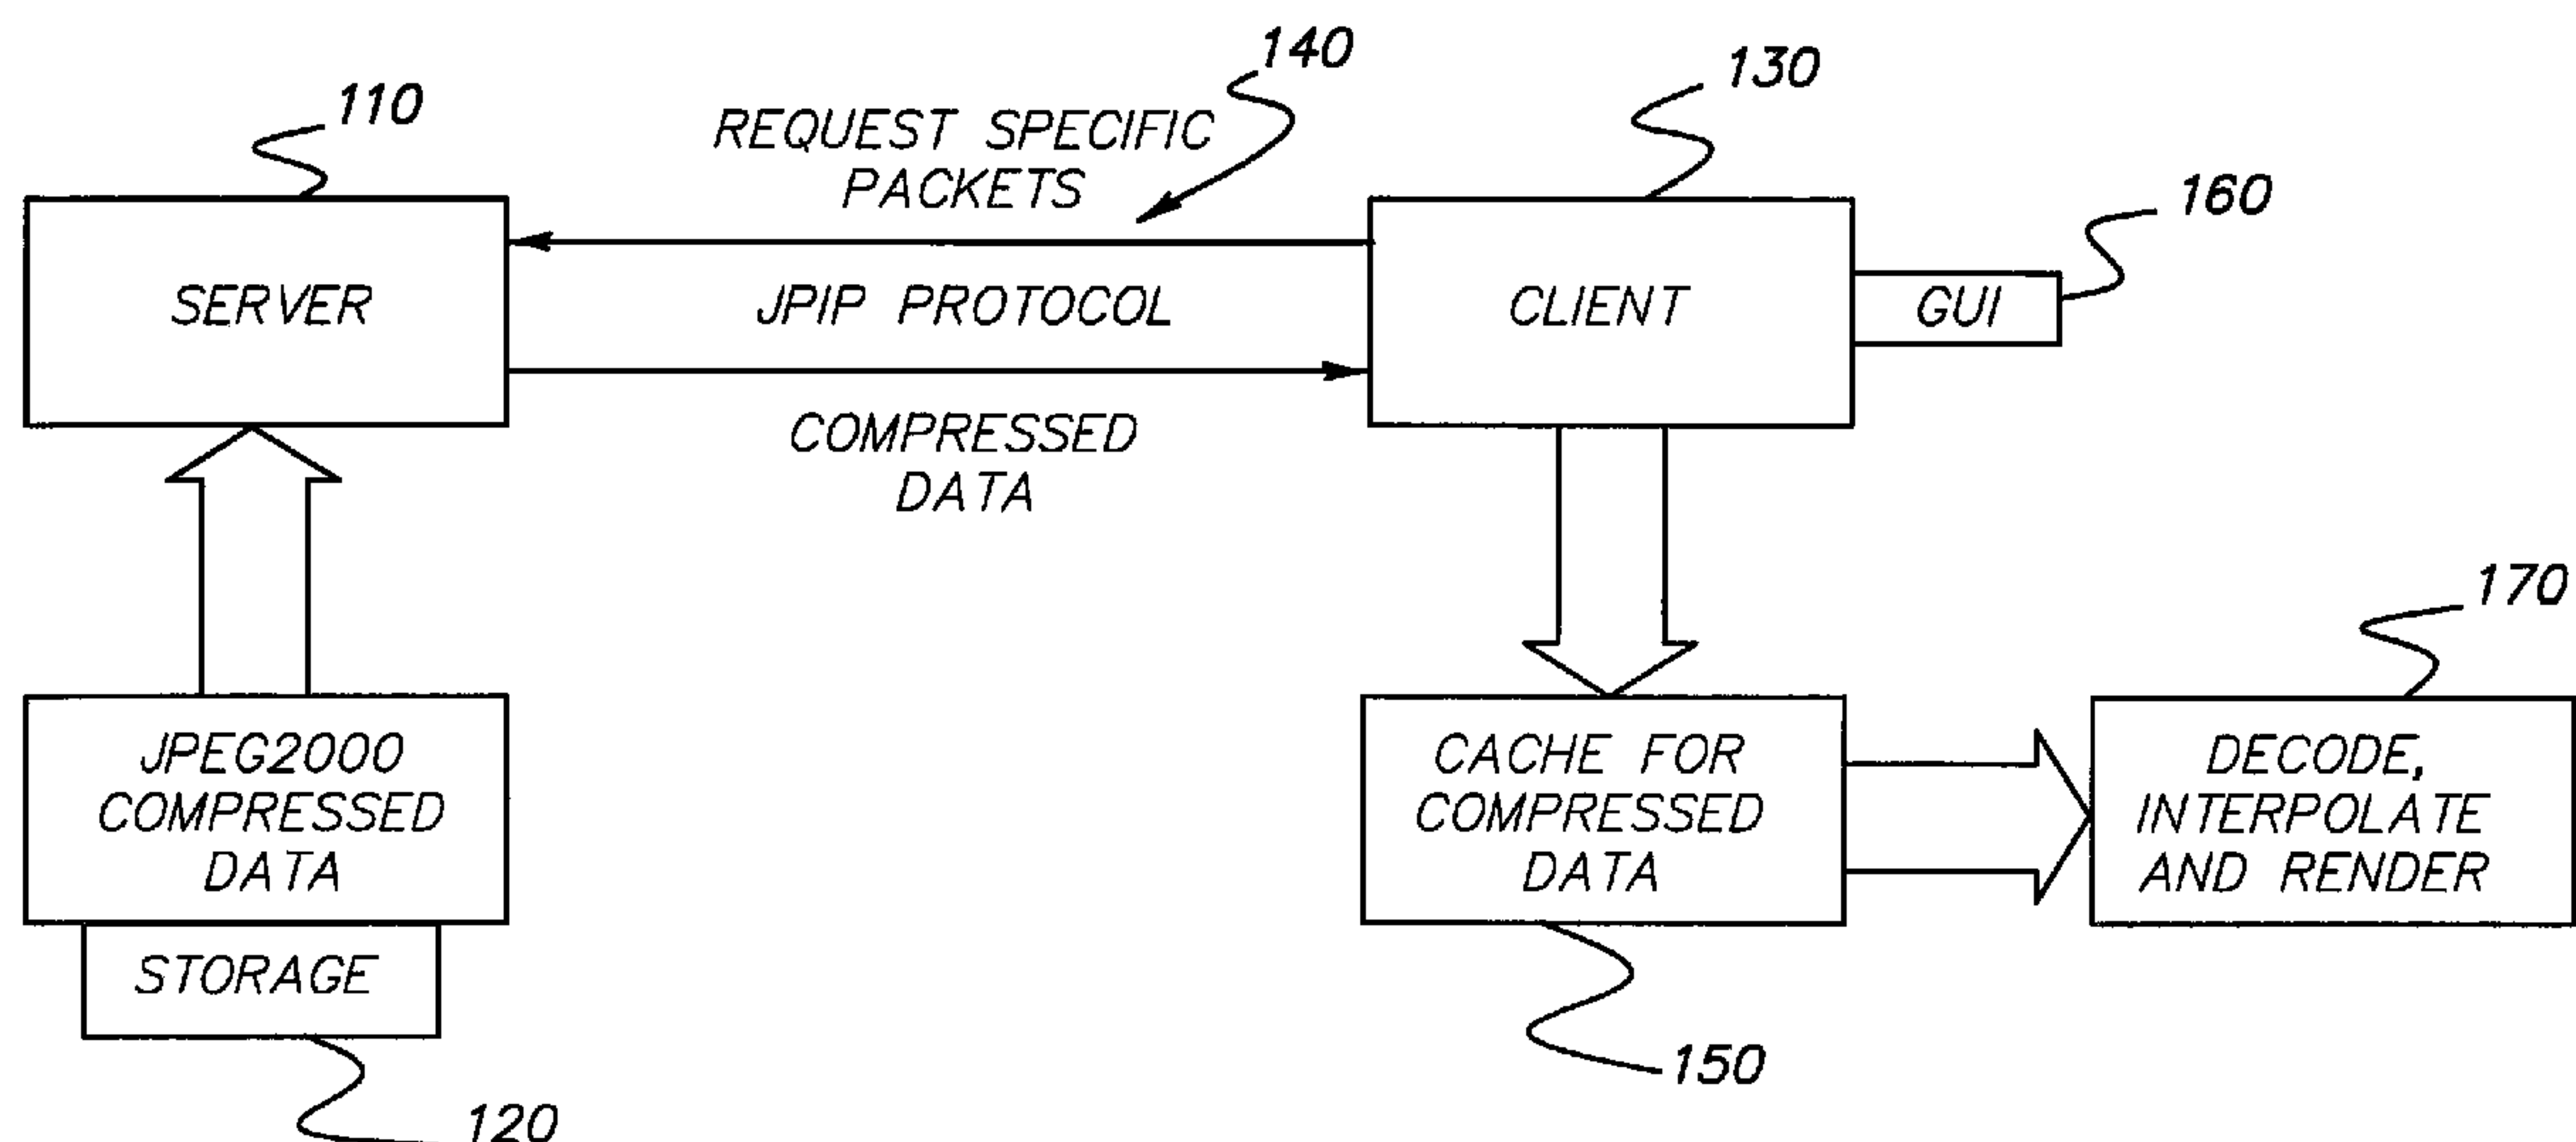 140
130
110
REQUEST SPECIFIC
PACKETS
160
SERVER
JPIP PROTOCOL
CLIENT
GUI
COMPRESSED
DATA
170
JPEG2000
COMPRESSED
DATA
CACHE FOR
COMPRESSED
DATA
DECODE,
INTERPOLATE
AND RENDER
STORAGE
150
120